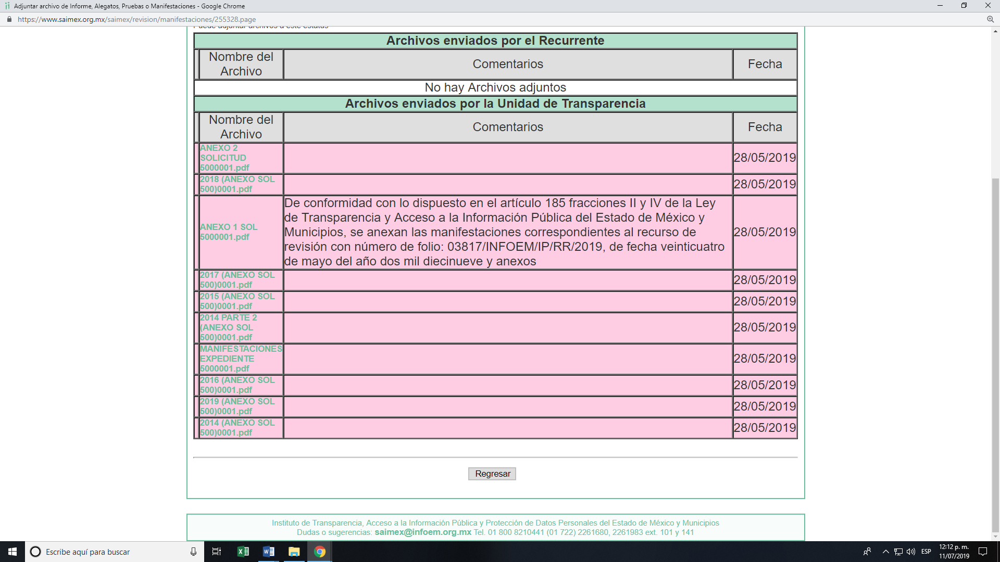 Adjuntar archivo de Informe, Alegatos, Pruebas o Manifestaciones - Google Chrome
https://www.saimex.org.mx/saimex/revision/manifestaciones/255328.page
Puede adjuntar archivos a este estatus
Archivos enviados por el Recurrente
Nombre del
Archivo
Comentarios
Fecha
No hay Archivos adjuntos
Archivos enviados por la Unidad de Transparencia
Nombre del
Archivo
Comentarios
Fecha
ANEXO 2
SOLICITUD
5000001.pdf
28/05/2019
2018 (ANEXO SOL
500)0001.pdf
28/05/2019
ANEXO 1 SOL
5000001.pdf
De conformidad con lo dispuesto en el artículo 185 fracciones II y IV de la Ley
de Transparencia y Acceso a la Información Pública del Estado de México y
Municipios, se anexan las manifestaciones correspondientes al recurso de
revisión con número de folio: 03817/INFOEM/IP/RR/2019, de fecha veinticuatro
de mayo del año dos mil diecinueve y anexos
28/05/2019
2017 (ANEXO SOL
500)0001.pdf
28/05/2019
2015 (ANEXO SOL
500)0001.pdf
28/05/2019
2014 PARTE 2
(ANEXO SOL
500)0001.pdf
28/05/2019
MANIFESTACIONES
EXPEDIENTE
5000001.pdf
28/05/2019
2016 (ANEXO SOL
500)0001.pdf
28/05/2019
2019 (ANEXO SOL
500)0001.pdf
28/05/2019
2014 (ANEXO SOL
500)0001.pdf
28/05/2019
Regresar
Instituto de Transparencia, Acceso a la Información Pública y Protección de Datos Personales del Estado de México y Municipios
Dudas o sugerencias: saimex@infoem.org.mx Tel. 01 800 8210441 (01 722) 2261680, 2261983 ext. 101 y 141
Escribe aquí para buscar
ESP
12:12 p. m.
11/07/2019